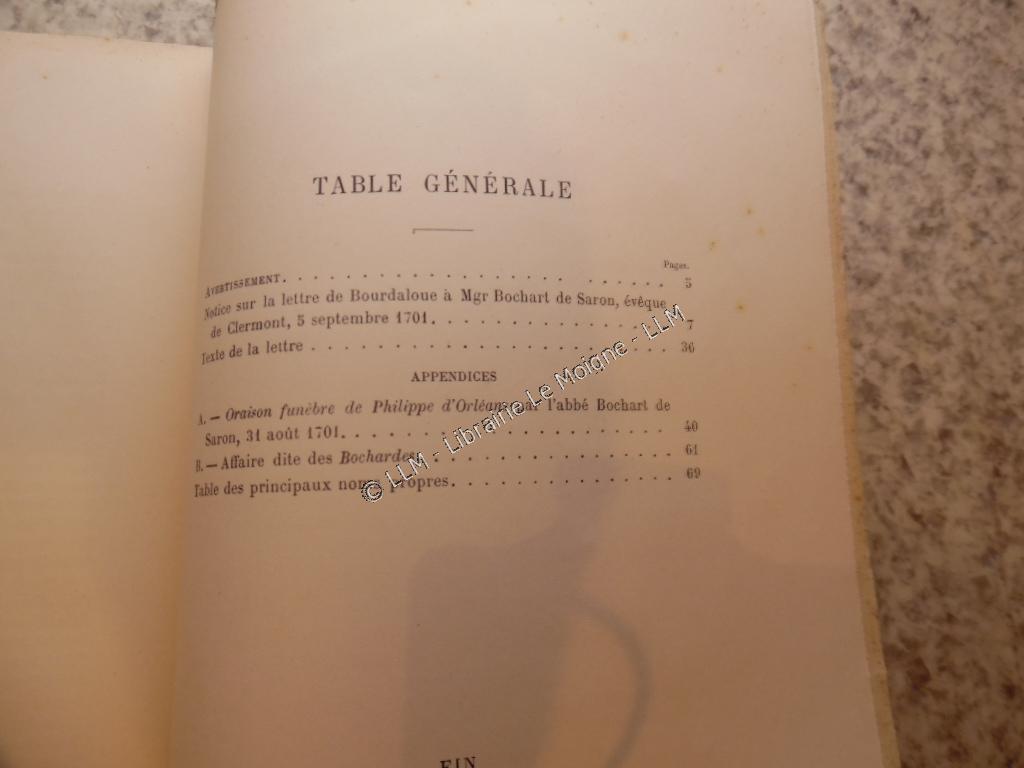 TABLE GÉNÉRALE
Pages.
AVERTISSEMENT. . . . . . . . . . . . . . . . . . . . . . 5
Notice sur la lettre de Bourdaloue à Mgr Bochart de Saron, évêque
de Clermont, 5 septembre 1701. . . . . . . . . . . . . . . 7
Texte de la lettre . . . . . . . . . . . . . . . . . . . . 36
APPENDICES
A. — Oraison funèbre de Philippe d'Orléans par l'abbé Bochart de
Saron, 31 août 1701. . . . . . . . . . . . . . . . . . . . 40
B. — Affaire dite des Bochardes. . . . . . . . . . . . . . . 61
Table des principaux noms propres. . . . . . . . . . . . . 69
© LLM - Librairie Le Moigne - LLM
FIN